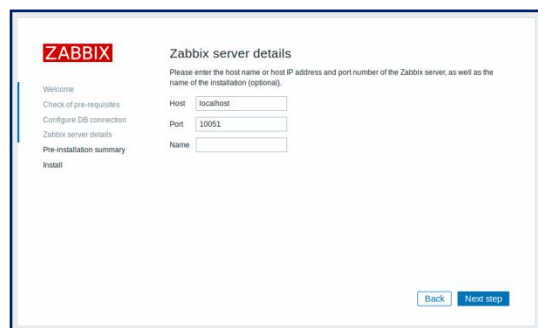 ZABBIX
Welcome
Check of pre-requisites
Configure DB connection
Zabbix server details
Pre-installation summary
Install
Zabbix server details
Please enter the host name or host IP address and port number of the Zabbix server, as well as the
name of the installation (optional).
Host localhost
Port 10051
Name
Back Next step